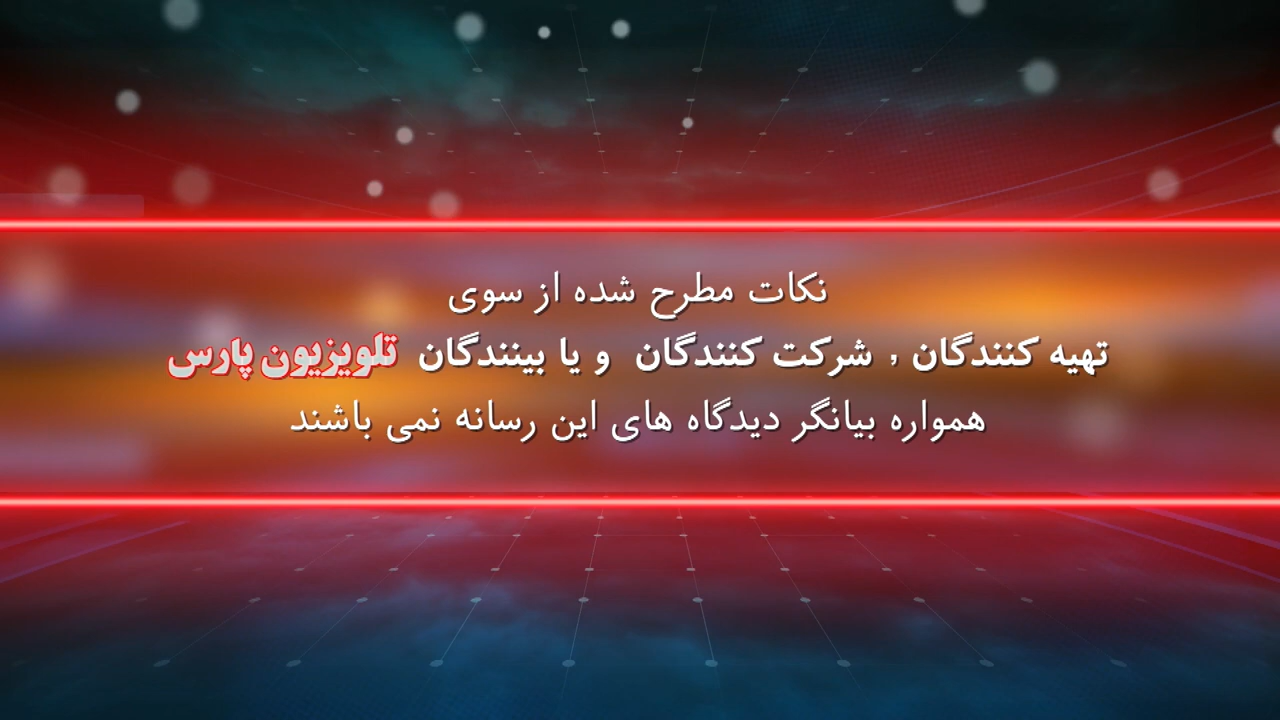 نکات مطرح شده از سوی
تهیه کنندگان , شرکت کنندگان و یا بینندگان تلویزیون پارس
همواره بیانگر دیدگاه های این رسانه نمی باشند